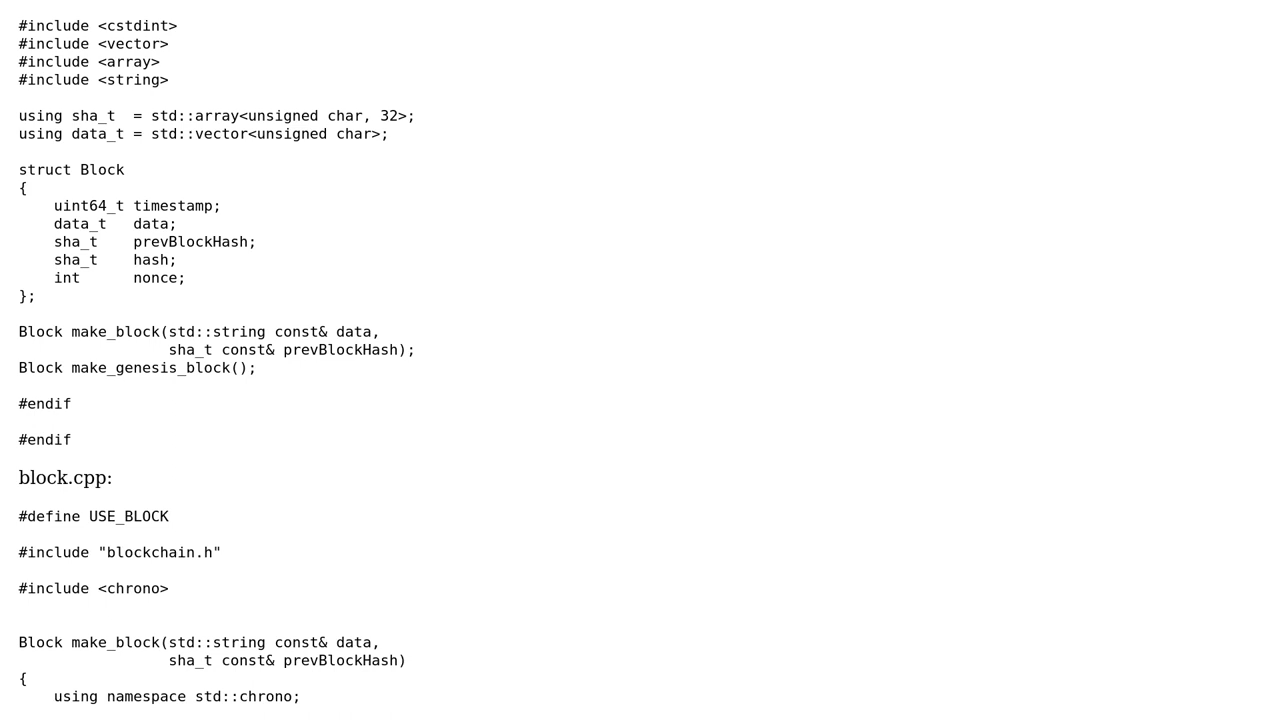 #include <cstdint>
#include <vector>
#include <array>
#include <string>

using sha_t  = std::array<unsigned char, 32>;
using data_t = std::vector<unsigned char>;

struct Block
{
    uint64_t timestamp;
    data_t   data;
    sha_t    prevBlockHash;
    sha_t    hash;
    int      nonce;
};

Block make_block(std::string const& data,
                 sha_t const& prevBlockHash);
Block make_genesis_block();

#endif

#endif

block.cpp:

#define USE_BLOCK

#include "blockchain.h"

#include <chrono>


Block make_block(std::string const& data,
                 sha_t const& prevBlockHash)
{
    using namespace std::chrono;